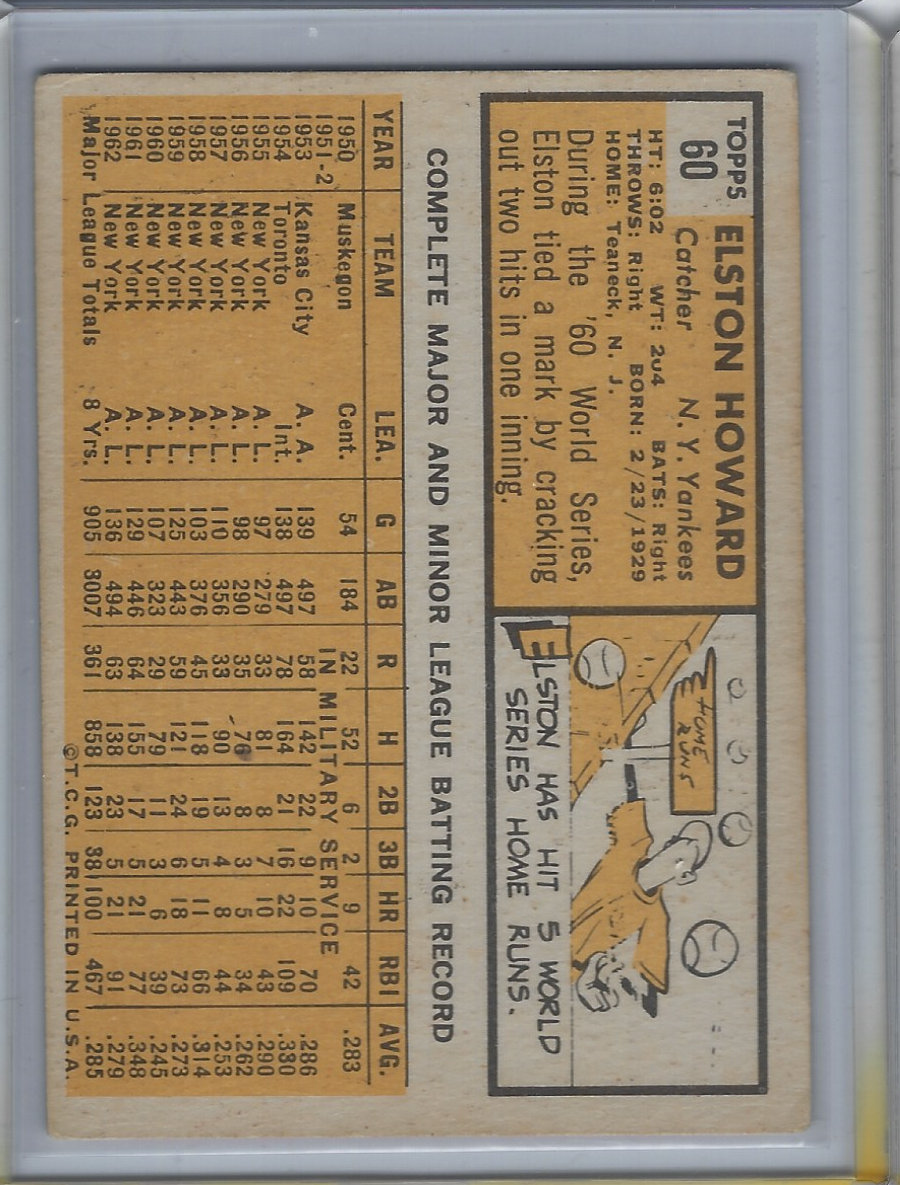 TOPPS
60
ELSTON HOWARD
Catcher N. Y. Yankees
HT: 6:02 WT: 204 BATS: Right
THROWS: Right BORN: 2/23/1929
HOME: Teaneck, N. J.
During the '60 World Series,
Elston tied a mark by cracking
out two hits in one inning.
HOME
RUNS
ELSTON HAS HIT 5 WORLD
SERIES HOME RUNS.
COMPLETE MAJOR AND MINOR LEAGUE BATTING RECORD
YEAR TEAM LEA. G AB R H 2B 3B HR RBI AVG.
1950 Muskegon Cent. 54 184 22 52 6 2 9 42 .283
1951-2 IN MILITARY SERVICE
1953 Kansas City A. A. 139 497 58 142 22 9 10 70 .286
1954 Toronto Int. 138 497 78 164 21 16 22 109 .330
1955 New York A. L. 97 279 33 81 8 7 10 43 .290
1956 New York A. L. 98 290 35 76 8 3 5 34 .262
1957 New York A. L. 110 356 33 90 13 4 8 44 .253
1958 New York A. L. 103 376 45 118 19 5 11 66 .314
1959 New York A. L. 125 443 59 121 24 6 18 73 .273
1960 New York A. L. 107 323 29 79 11 3 6 39 .245
1961 New York A. L. 129 446 64 155 17 5 21 77 .348
1962 New York A. L. 136 494 63 138 23 5 21 91 .279
Major League Totals 8 Yrs. 905 3007 361 858 123 38 100 467 .285
©T.C.G. PRINTED IN U.S.A.